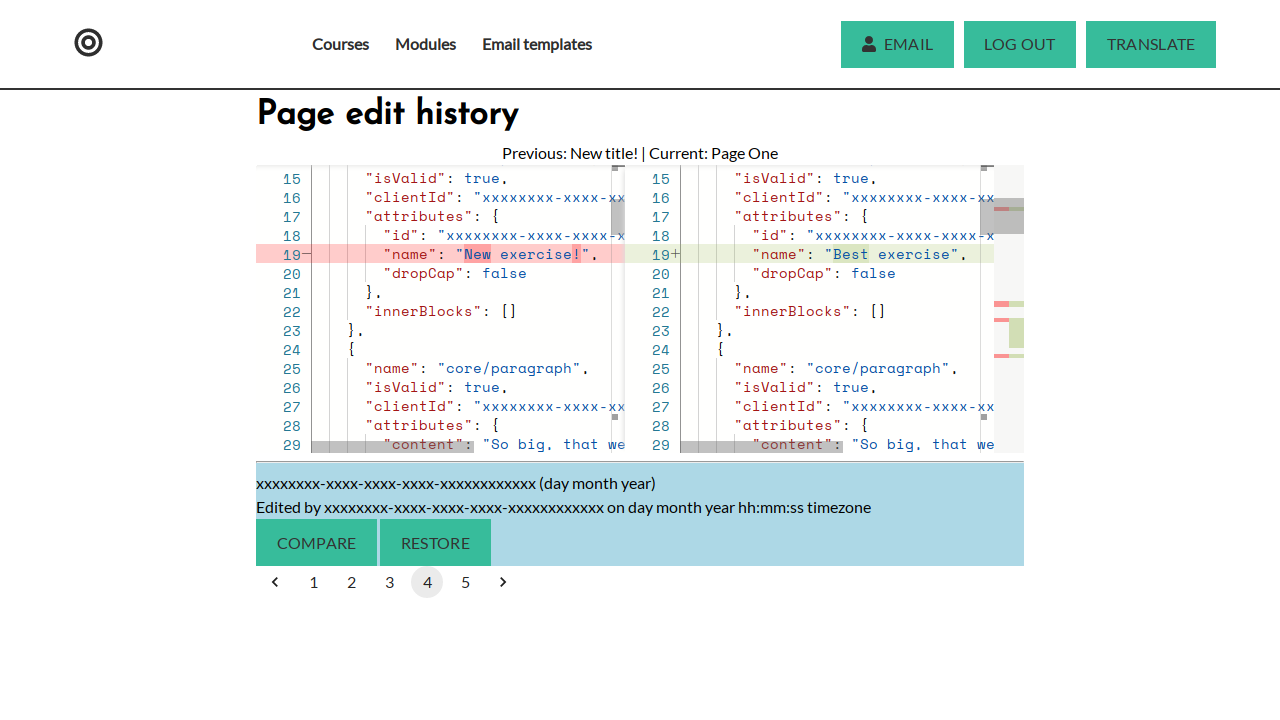 Courses Modules Email templates EMAIL LOG OUT TRANSLATE
Page edit history
Previous: New title! | Current: Page One
15 "isValid": true,
16 "clientId": "xxxxxxxx-xxxx-xx
17 "attributes": {
18 "id": "xxxxxxxx-xxxx-xxxx-x
19− "name": "New exercise!",
20 "dropCap": false
21 },
22 "innerBlocks": []
23 },
24 {
25 "name": "core/paragraph",
26 "isValid": true,
27 "clientId": "xxxxxxxx-xxxx-xx
28 "attributes": {
29 "content": "So big, that we
15 "isValid": true,
16 "clientId": "xxxxxxxx-xxxx-xx
17 "attributes": {
18 "id": "xxxxxxxx-xxxx-xxxx-x
19+ "name": "Best exercise",
20 "dropCap": false
21 },
22 "innerBlocks": []
23 },
24 {
25 "name": "core/paragraph",
26 "isValid": true,
27 "clientId": "xxxxxxxx-xxxx-xx
28 "attributes": {
29 "content": "So big, that we
xxxxxxxx-xxxx-xxxx-xxxx-xxxxxxxxxxxx (day month year)
Edited by xxxxxxxx-xxxx-xxxx-xxxx-xxxxxxxxxxxx on day month year hh:mm:ss timezone
COMPARE RESTORE
1 2 3 4 5